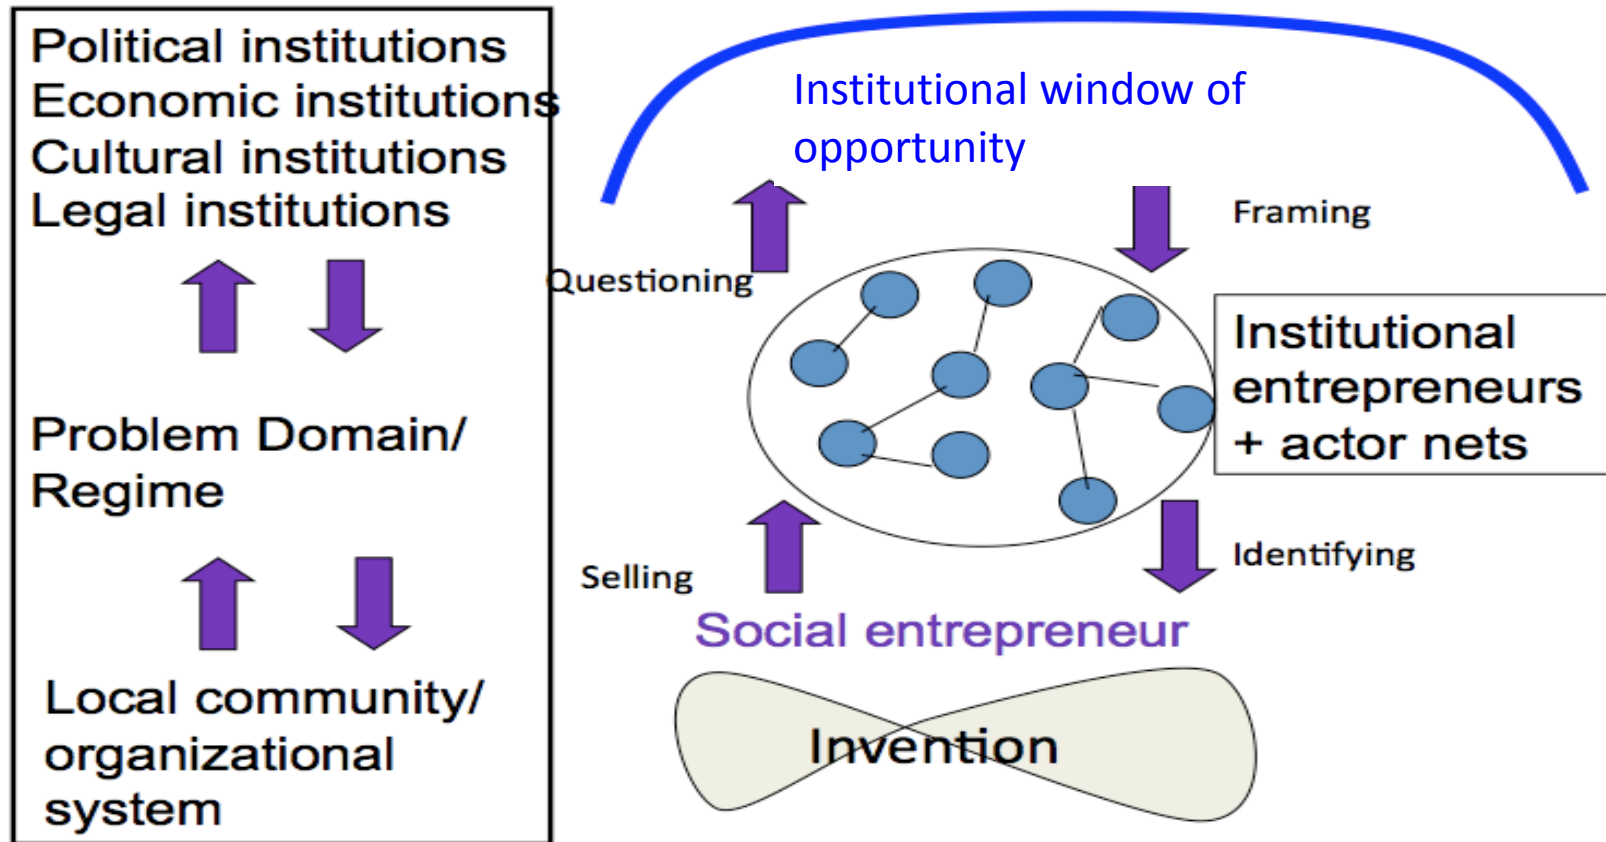 Political institutions
Economic institutions
Cultural institutions
Legal institutions
Problem Domain/
Regime
Local community/
organizational
system
Institutional window of
opportunity
Questioning
Framing
Institutional
entrepreneurs
+ actor nets
Selling
Identifying
Social entrepreneur
Invention